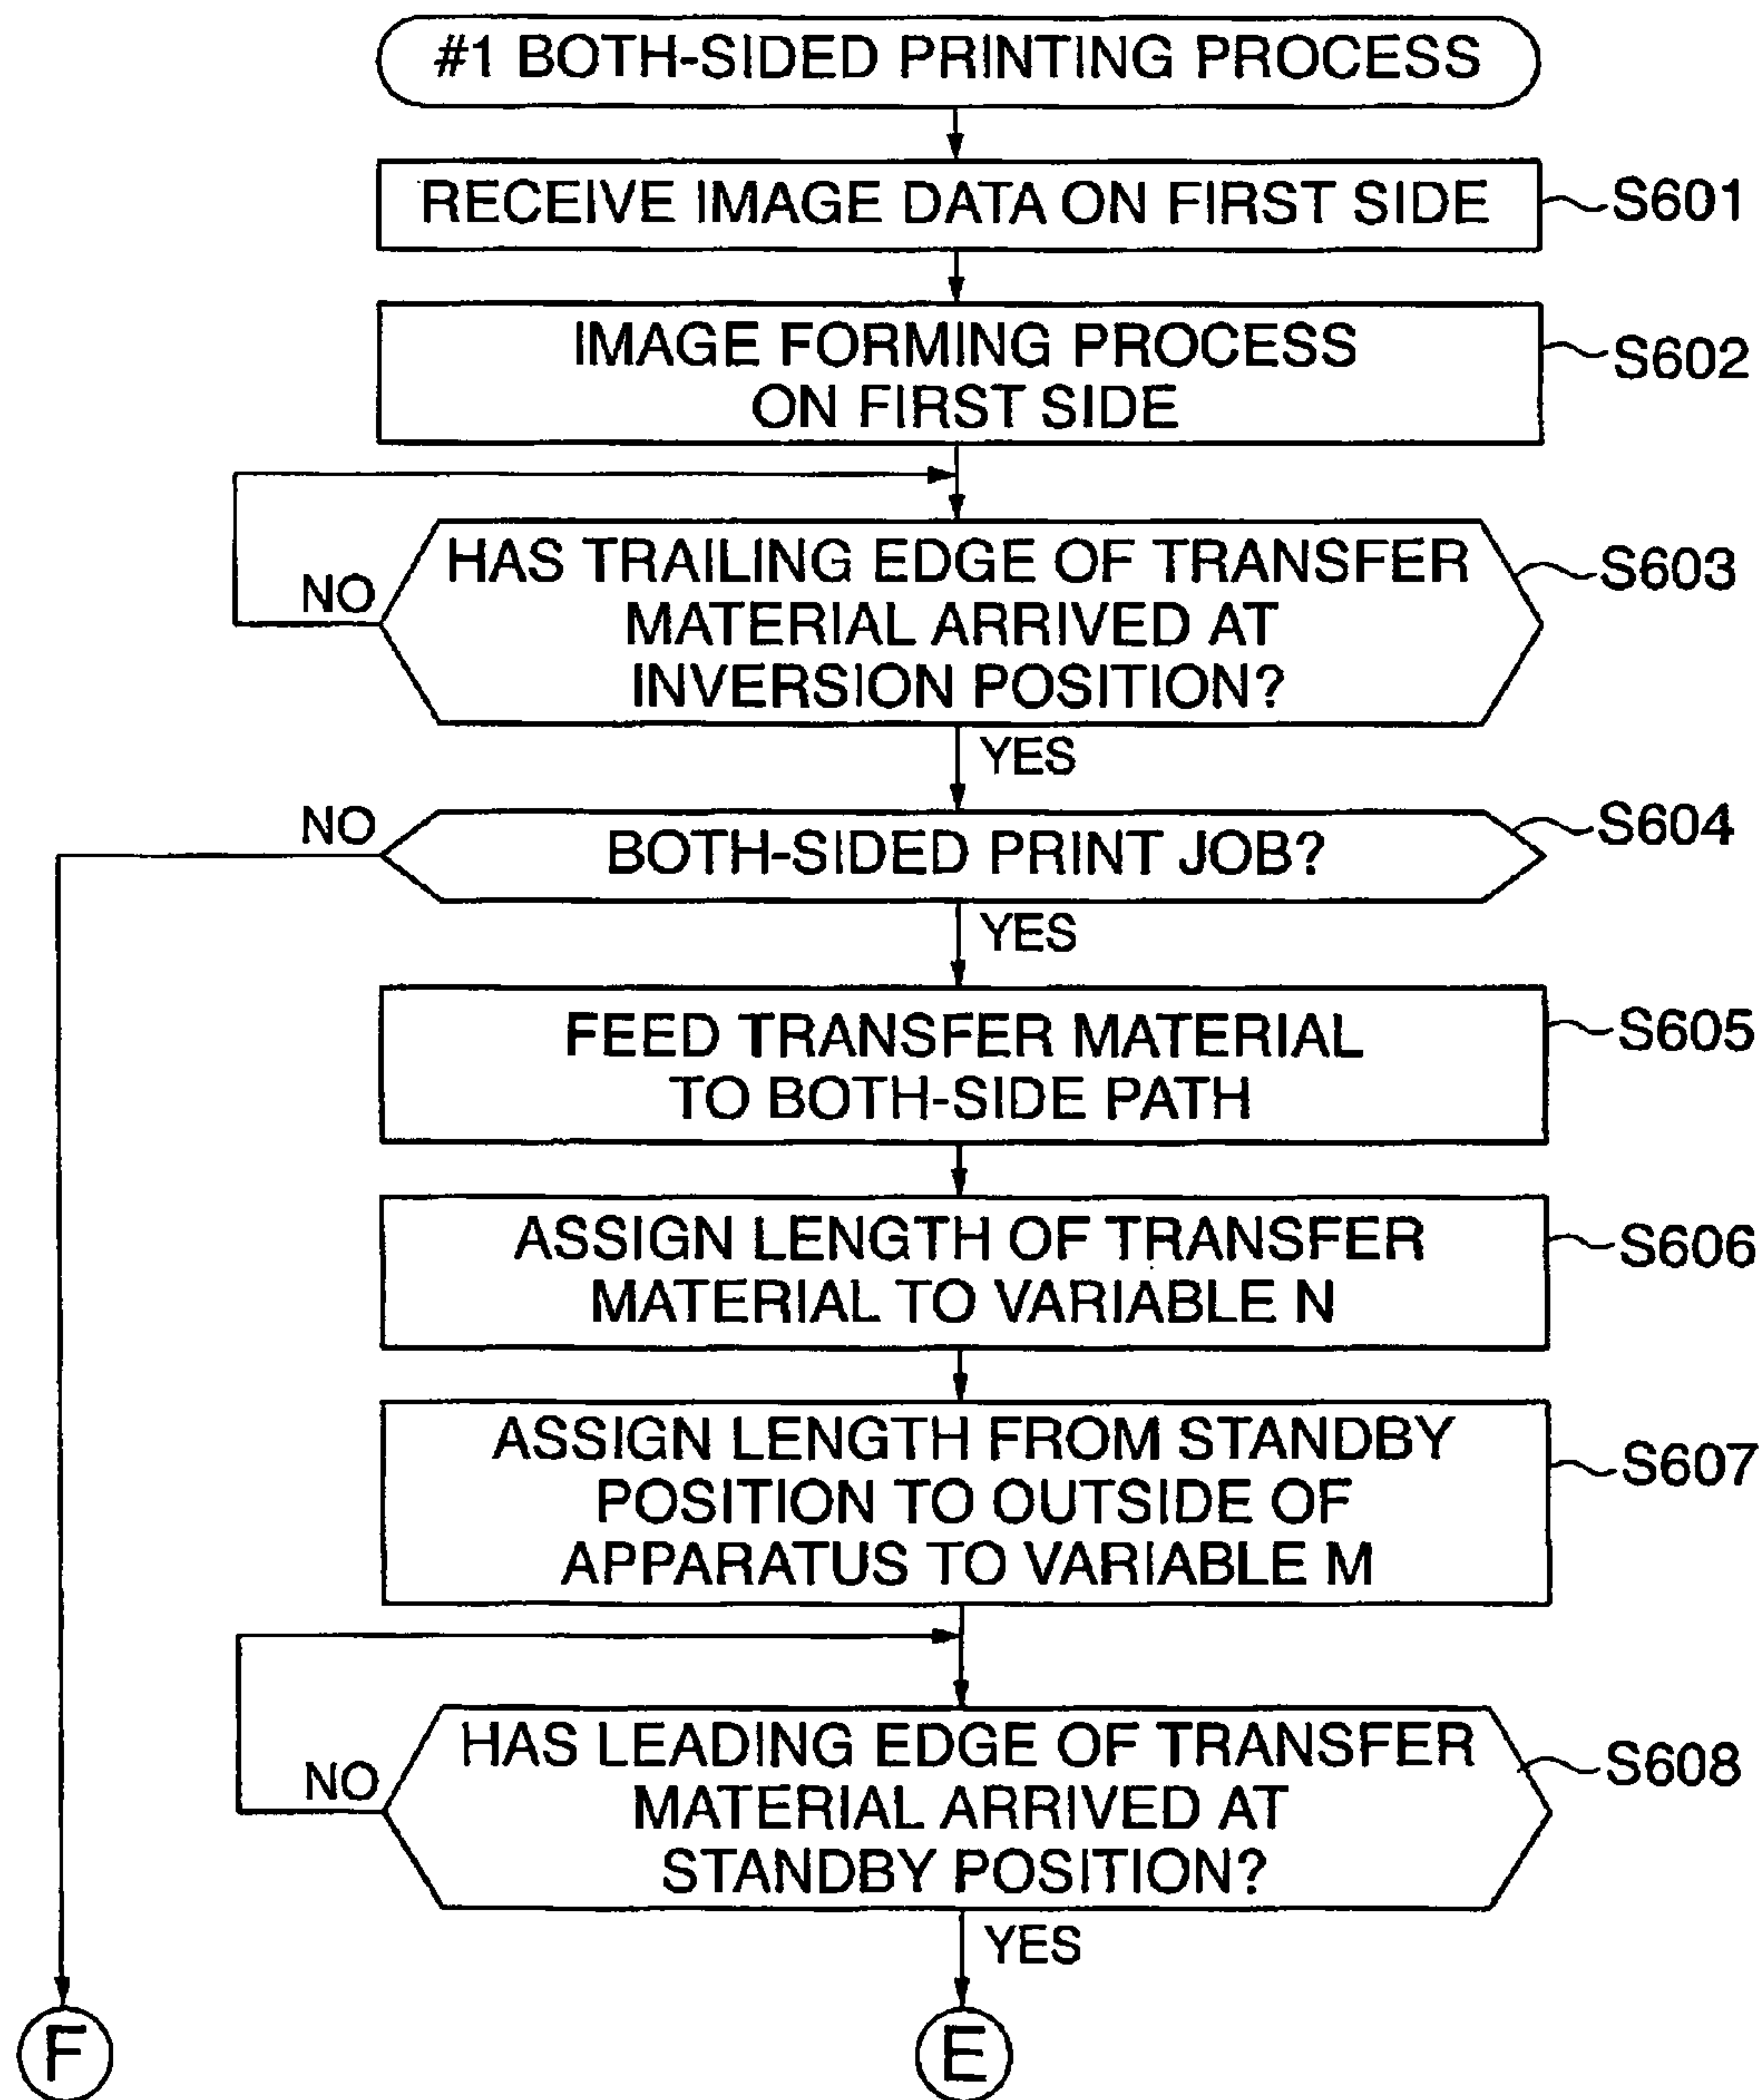 #1 BOTH-SIDED PRINTING PROCESS
RECEIVE IMAGE DATA ON FIRST SIDE
S601
IMAGE FORMING PROCESS
ON FIRST SIDE
S602
HAS TRAILING EDGE OF TRANSFER
MATERIAL ARRIVED AT
INVERSION POSITION?
S603
NO
YES
BOTH-SIDED PRINT JOB?
S604
NO
YES
FEED TRANSFER MATERIAL
TO BOTH-SIDE PATH
S605
ASSIGN LENGTH OF TRANSFER
MATERIAL TO VARIABLE N
S606
ASSIGN LENGTH FROM STANDBY
POSITION TO OUTSIDE OF
APPARATUS TO VARIABLE M
S607
HAS LEADING EDGE OF TRANSFER
MATERIAL ARRIVED AT
STANDBY POSITION?
S608
NO
YES
F
E